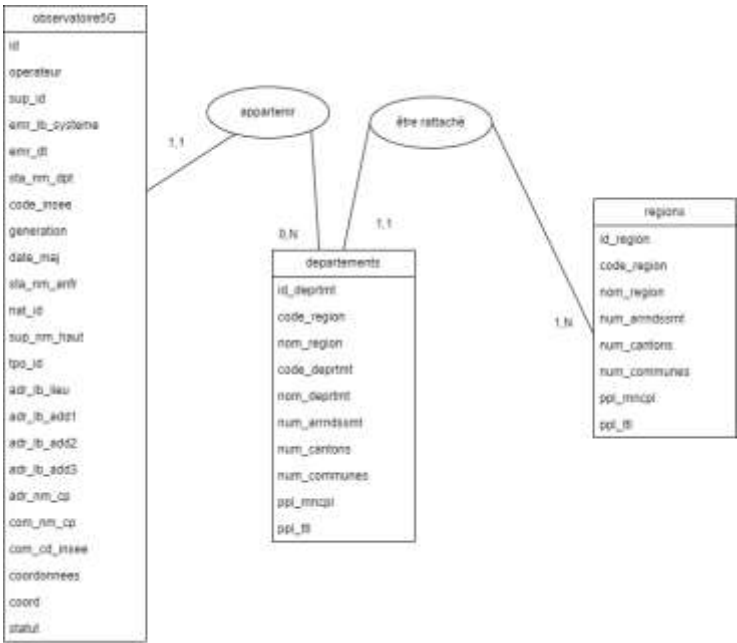 observatoire5G
id
operateur
sup_id
emr_lb_systeme
emr_dt
sta_nm_dpt
code_insee
generation
date_maj
sta_nm_anfr
nat_id
sup_nm_haut
tpo_id
adr_lb_lieu
adr_lb_add1
adr_lb_add2
adr_lb_add3
adr_nm_cp
com_nm_cp
com_cd_insee
coordonnees
coord
statut
appartenir
1,1
0,N
être rattaché
1,1
1,N
departements
id_deprtmt
code_region
nom_region
code_deprtmt
nom_deprtmt
num_arrndssmt
num_cantons
num_communes
ppl_mncpl
ppl_ttl
regions
id_region
code_region
nom_region
num_arrndssmt
num_cantons
num_communes
ppl_mncpl
ppl_ttl